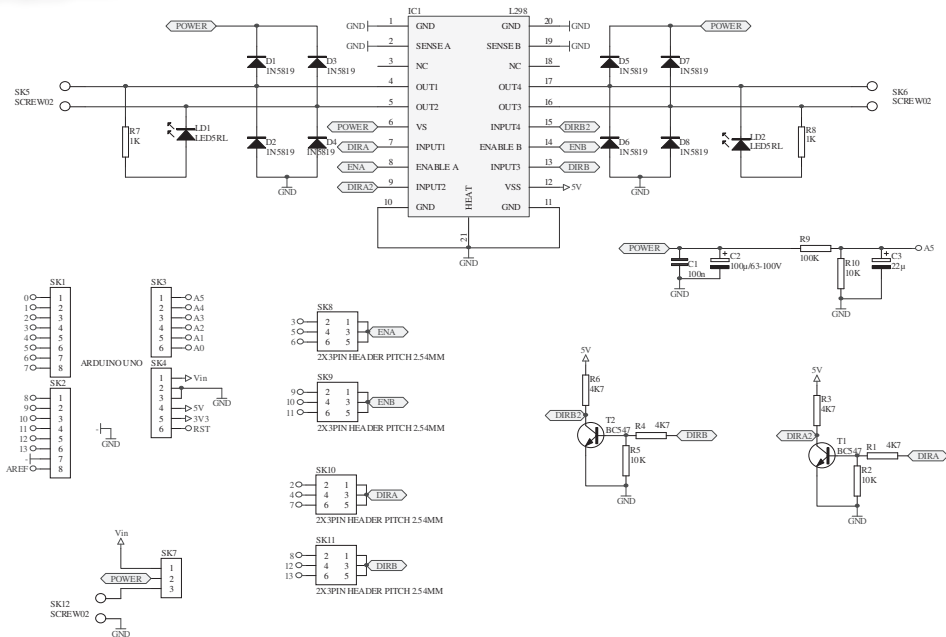 IC1 L298
POWER GND 1 GND GND 20 GND POWER
GND 2 SENSE A SENSE B 19 GND
D1 1N5819 D3 1N5819 3 NC NC 18 D5 1N5819 D7 1N5819
SK5 SCREW02 4 OUT1 OUT4 17 SK6 SCREW02
5 OUT2 OUT3 16
R7 1K LD1 LED5RL POWER 6 VS INPUT4 15 DIRB2 LD2 LED5RL R8 1K
D2 1N5819 D4 1N5819 DIRA 7 INPUT1 ENABLE B 14 ENB D6 1N5819 D8 1N5819
ENA 8 ENABLE A INPUT3 13 DIRB
GND DIRA2 9 INPUT2 VSS 12 5V GND
10 GND HEAT GND 11
21
GND
POWER R9 100K A5
C1 100n C2 + 100µ/63-100V R10 10K C3 + 22µ
GND GND
SK1
0 1
1 2
2 3
3 4
4 5
5 6
6 7
7 8
SK2
8 1
9 2
10 3
11 4
12 5
13 6
- 7
AREF 8
ARDUINO UNO
- GND
SK3
1 A5
2 A4
3 A3
4 A2
5 A1
6 A0
SK4
1 Vin
2
3 GND
4 5V
5 3V3
6 RST
SK8
3 2 1
5 4 3 ENA
6 6 5
2X3PIN HEADER PITCH 2.54MM
SK9
9 2 1
10 4 3 ENB
11 6 5
2X3PIN HEADER PITCH 2.54MM
SK10
2 2 1
4 4 3 DIRA
7 6 5
2X3PIN HEADER PITCH 2.54MM
SK11
8 2 1
12 4 3 DIRB
13 6 5
2X3PIN HEADER PITCH 2.54MM
5V
R6 4K7
DIRB2
T2 BC547
R4 4K7 DIRB
R5 10K
GND
5V
R3 4K7
DIRA2
T1 BC547
R1 4K7 DIRA
R2 10K
GND
Vin
SK7
1
POWER 2
3
SK12 SCREW02
GND